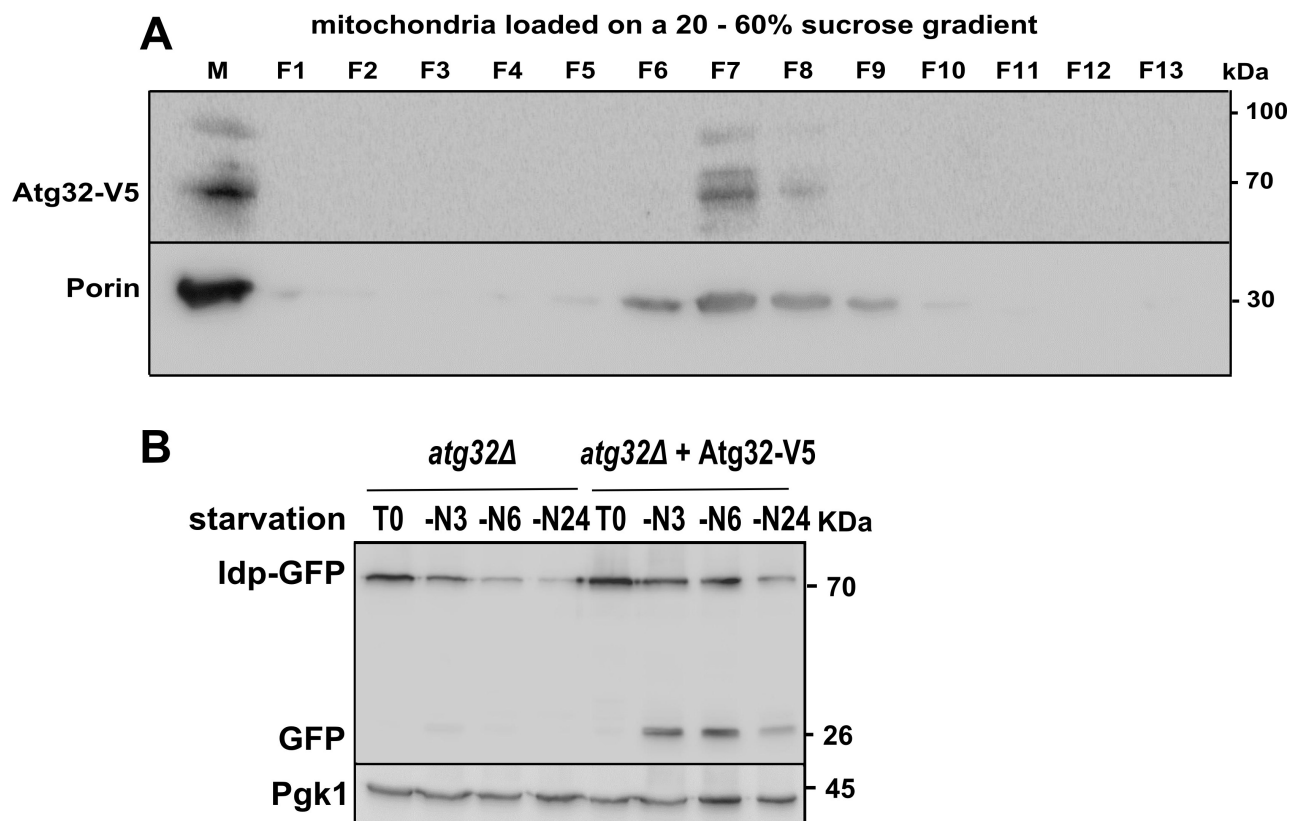 A
mitochondria loaded on a 20 - 60% sucrose gradient
M F1 F2 F3 F4 F5 F6 F7 F8 F9 F10 F11 F12 F13 kDa
100
Atg32-V5
70
Porin
30
B
atg32Δ atg32Δ + Atg32-V5
starvation T0 -N3 -N6 -N24 T0 -N3 -N6 -N24 KDa
Idp-GFP
70
GFP
26
Pgk1
45